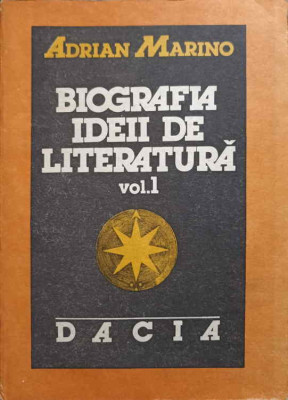 ADRIAN MARINO
BIOGRAFIA
IDEII DE
LITERATURĂ
vol.1
DACIA